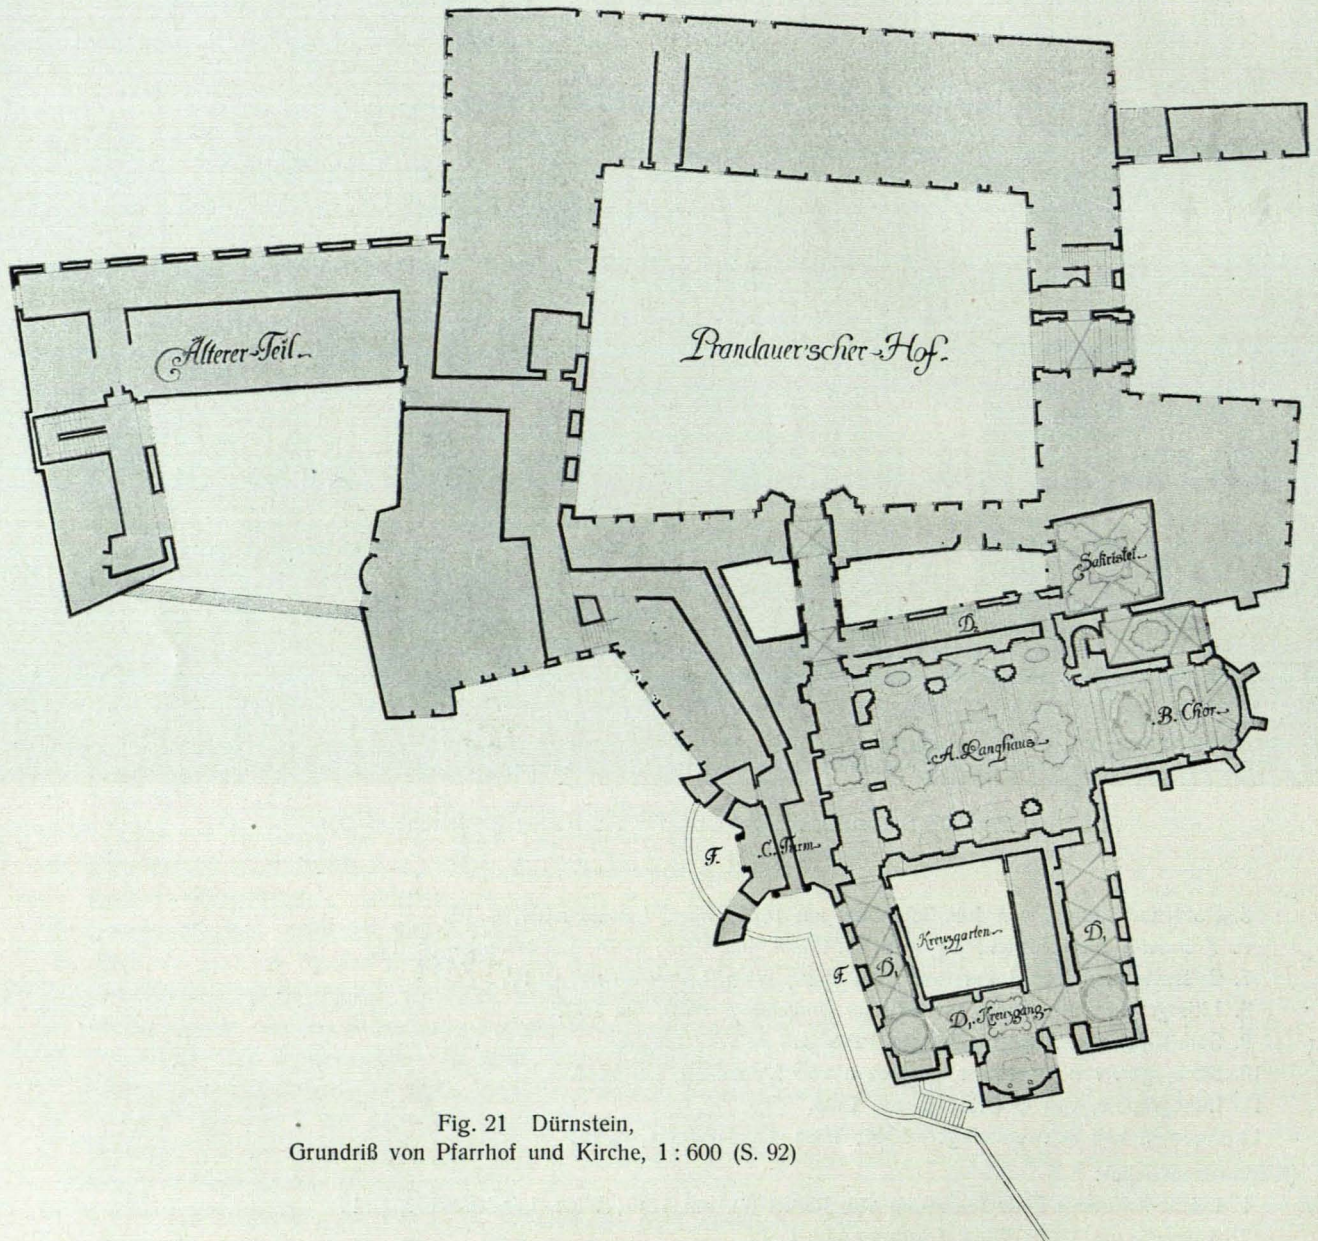 Älterer-Teil.
Prandauer'scher-Hof.
Sakristei.
D₂
B. Chor.
A. Langhaus
C. Turm
F.
Kreuzgarten
D₁
D₁
F.
D₁. Kreuzgang
Fig. 21 Dürnstein,
Grundriß von Pfarrhof und Kirche, 1 : 600 (S. 92)